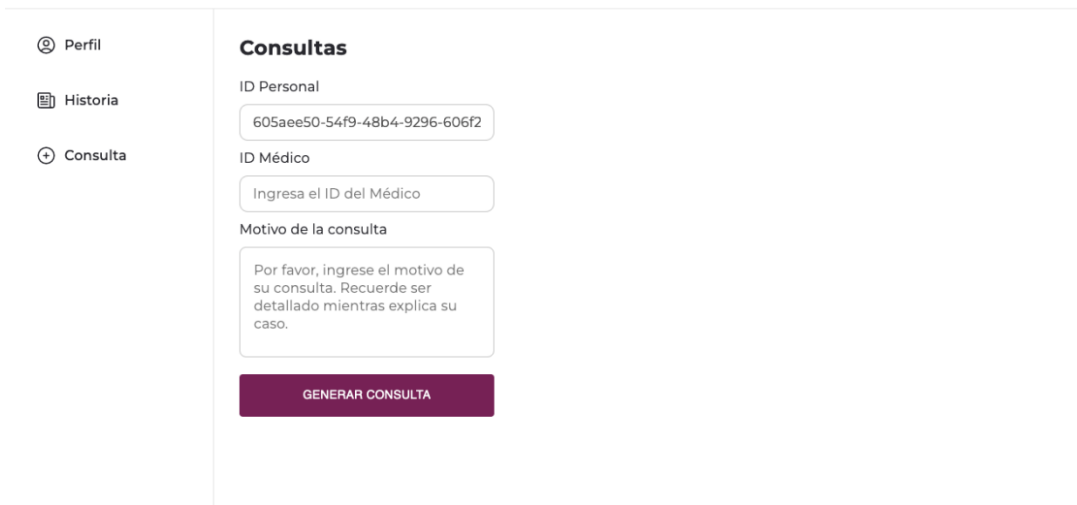 Perfil
Historia
Consulta
Consultas
ID Personal
605aee50-54f9-48b4-9296-606f2
ID Médico
Ingresa el ID del Médico
Motivo de la consulta
Por favor, ingrese el motivo de
su consulta. Recuerde ser
detallado mientras explica su
caso.
GENERAR CONSULTA